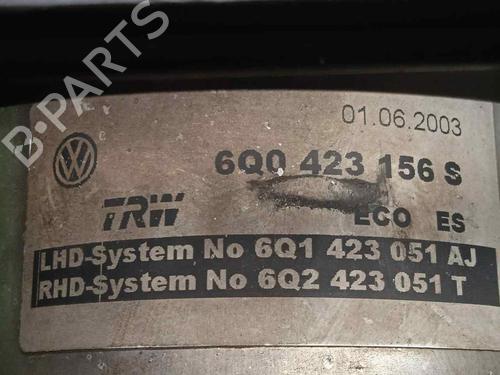 B-PARTS
01.06.2003
6Q0 423 156 S
TRW
ECO ES
LHD-System No 6Q1 423 051 AJ
RHD-System No 6Q2 423 051 T